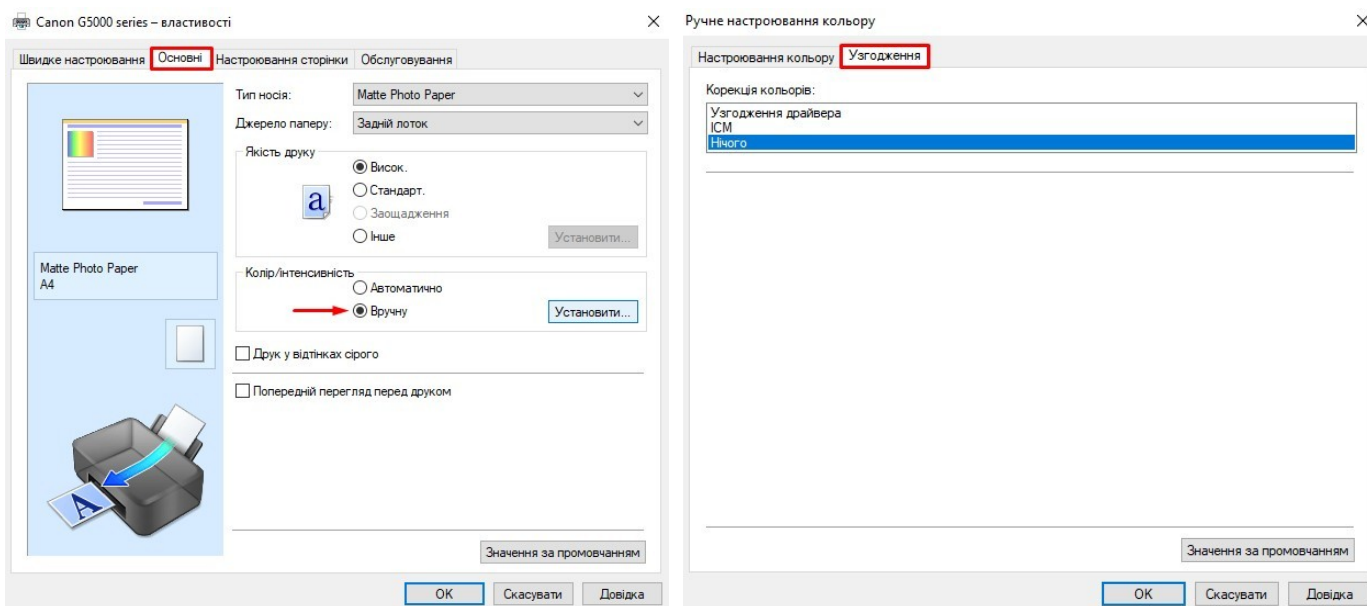 Canon G5000 series – властивості
Швидке настроювання Основні Настроювання сторінки Обслуговування
Тип носія: Matte Photo Paper
Джерело паперу: Задній лоток
Якість друку
Висок.
Стандарт.
a
Заощадження
Інше Установити...
Matte Photo Paper
A4
Колір/інтенсивність
Автоматично
Вручну Установити...
Друк у відтінках сірого
Попередній перегляд перед друком
A
Значення за промовчанням
OK Скасувати Довідка
Ручне настроювання кольору
Настроювання кольору Узгодження
Корекція кольорів:
Узгодження драйвера
ICM
Нічого
Значення за промовчанням
OK Скасувати Довідка